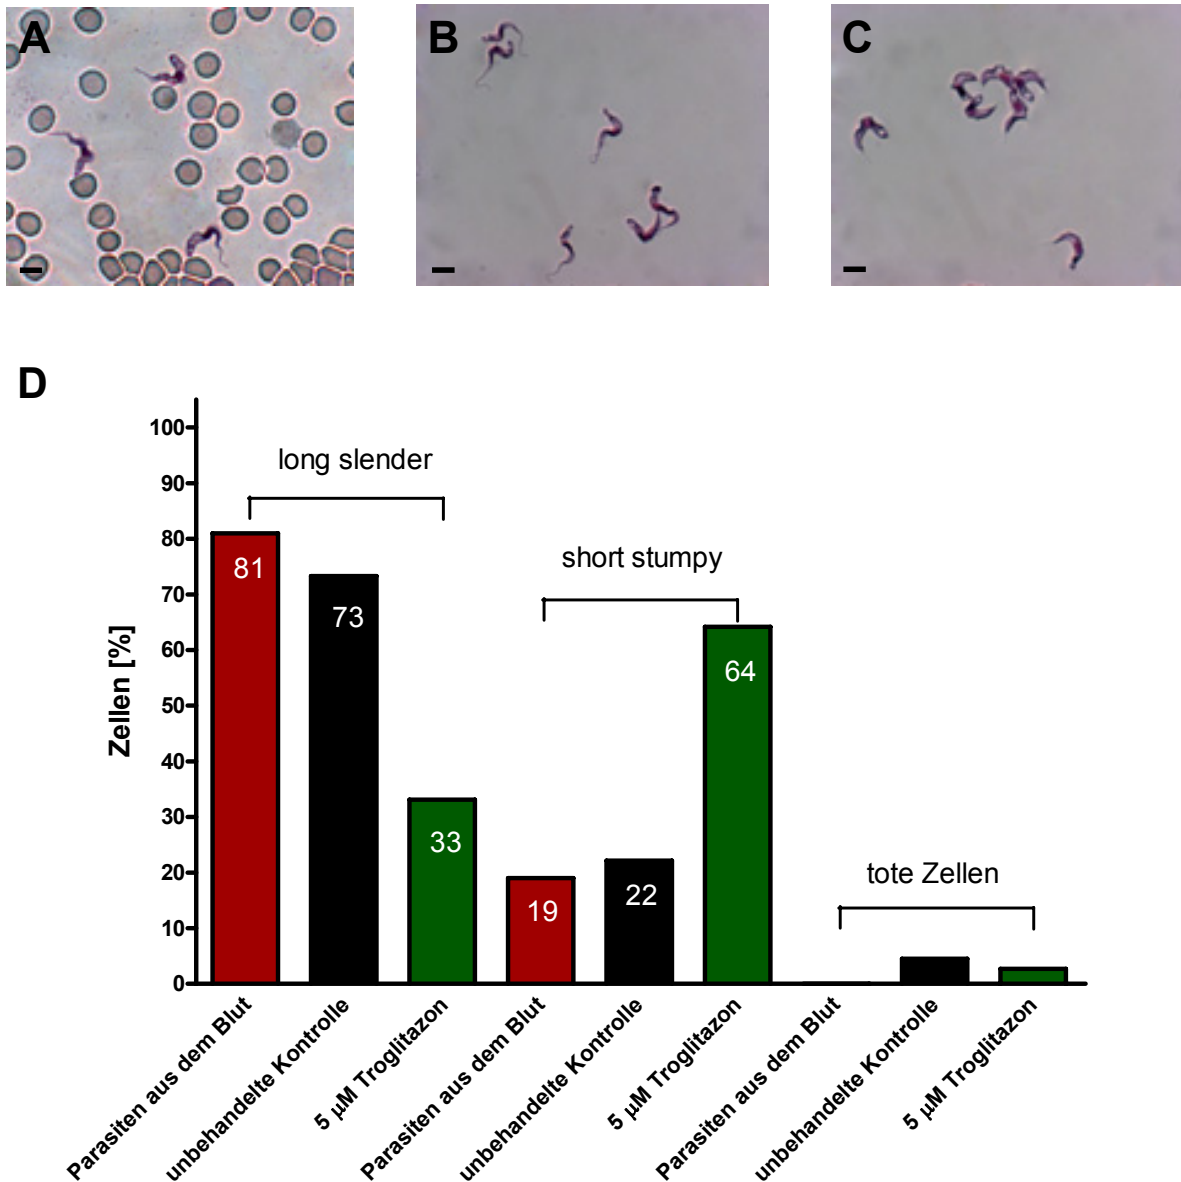 A
B
C
D
100
90
80
70
60
50
40
30
20
10
0
Zellen [%]
long slender
short stumpy
tote Zellen
81
73
33
19
22
64
Parasiten aus dem Blut
unbehandelte Kontrolle
5 µM Troglitazon
Parasiten aus dem Blut
unbehandelte Kontrolle
5 µM Troglitazon
Parasiten aus dem Blut
unbehandelte Kontrolle
5 µM Troglitazon